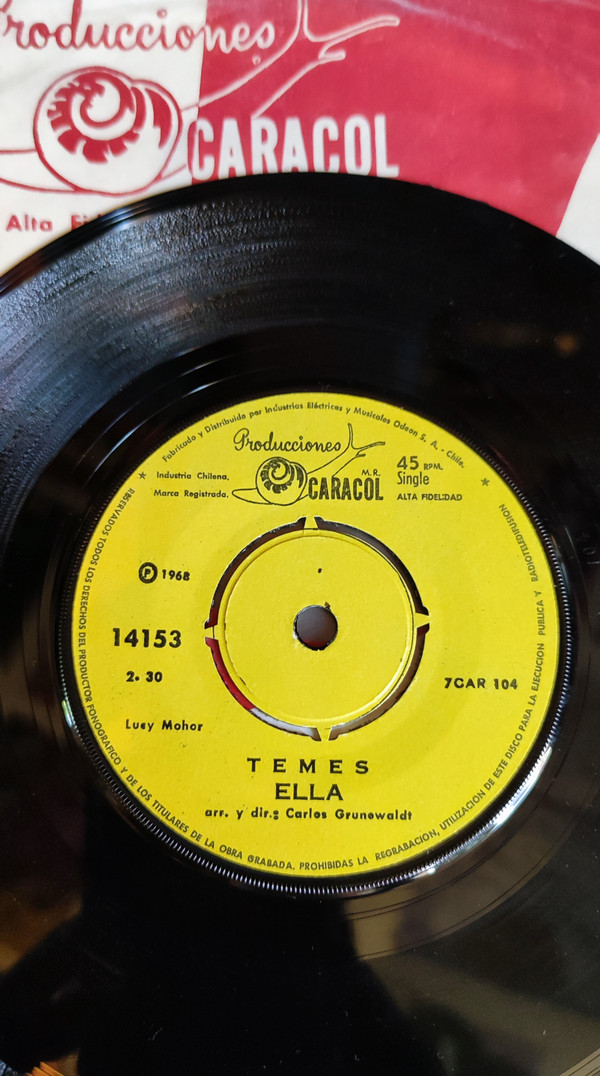 Producciones
CARACOL
Alta
Fabricado y Distribuido por Industrias Eléctricas y Musicales Odeon S. A. - Chile.
Producciones
Industria Chilena.
Marca Registrada.
M.R.
CARACOL
45 RPM.
Single
ALTA FIDELIDAD
℗ 1968
14153
2. 30
7CAR 104
Lucy Mohor
TEMES
ELLA
arr. y dir.: Carlos Grunewaldt
RESERVADOS TODOS LOS DERECHOS DEL PRODUCTOR FONOGRAFICO Y DE LOS TITULARES DE LA OBRA GRABADA. PROHIBIDAS LA REGRABACION, UTILIZACION DE ESTE DISCO PARA LA EJECUCION PUBLICA Y RADIOTELEDIFUSION